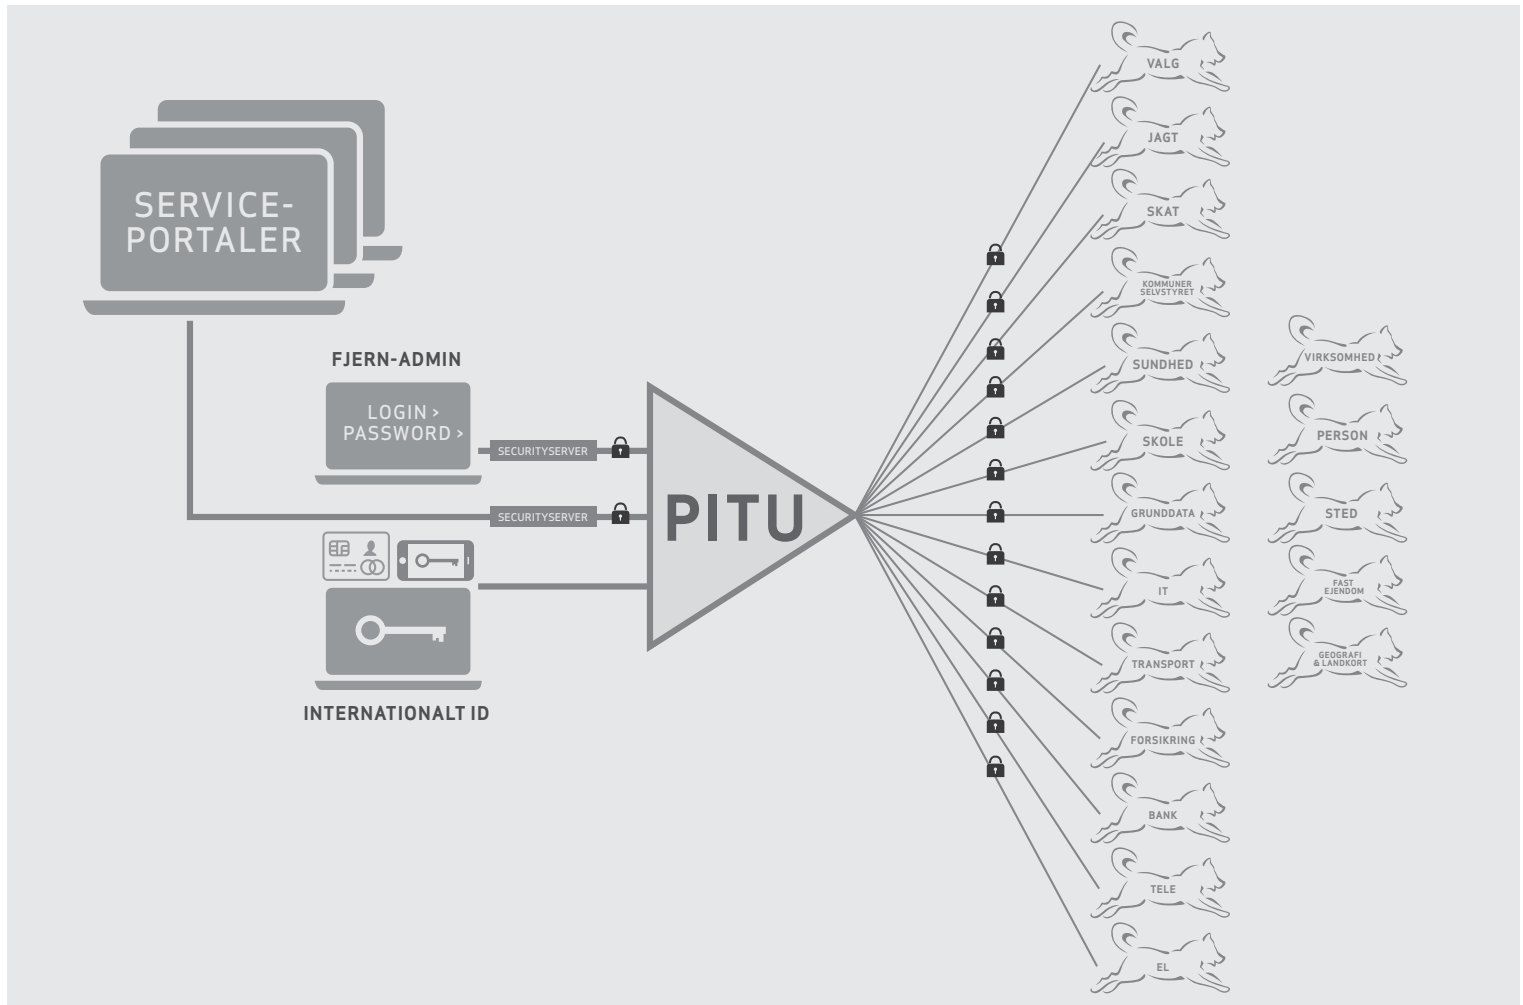 SERVICE-
PORTALER
FJERN-ADMIN
LOGIN >
PASSWORD >
SECURITYSERVER
SECURITYSERVER
INTERNATIONALT ID
PITU
VALG
JAGT
SKAT
KOMMUNER
SELVSTYRET
SUNDHED
SKOLE
GRUNDDATA
IT
TRANSPORT
FORSIKRING
BANK
TELE
EL
VIRKSOMHED
PERSON
STED
FAST
EJENDOM
GEOGRAFI
& LANDKORT